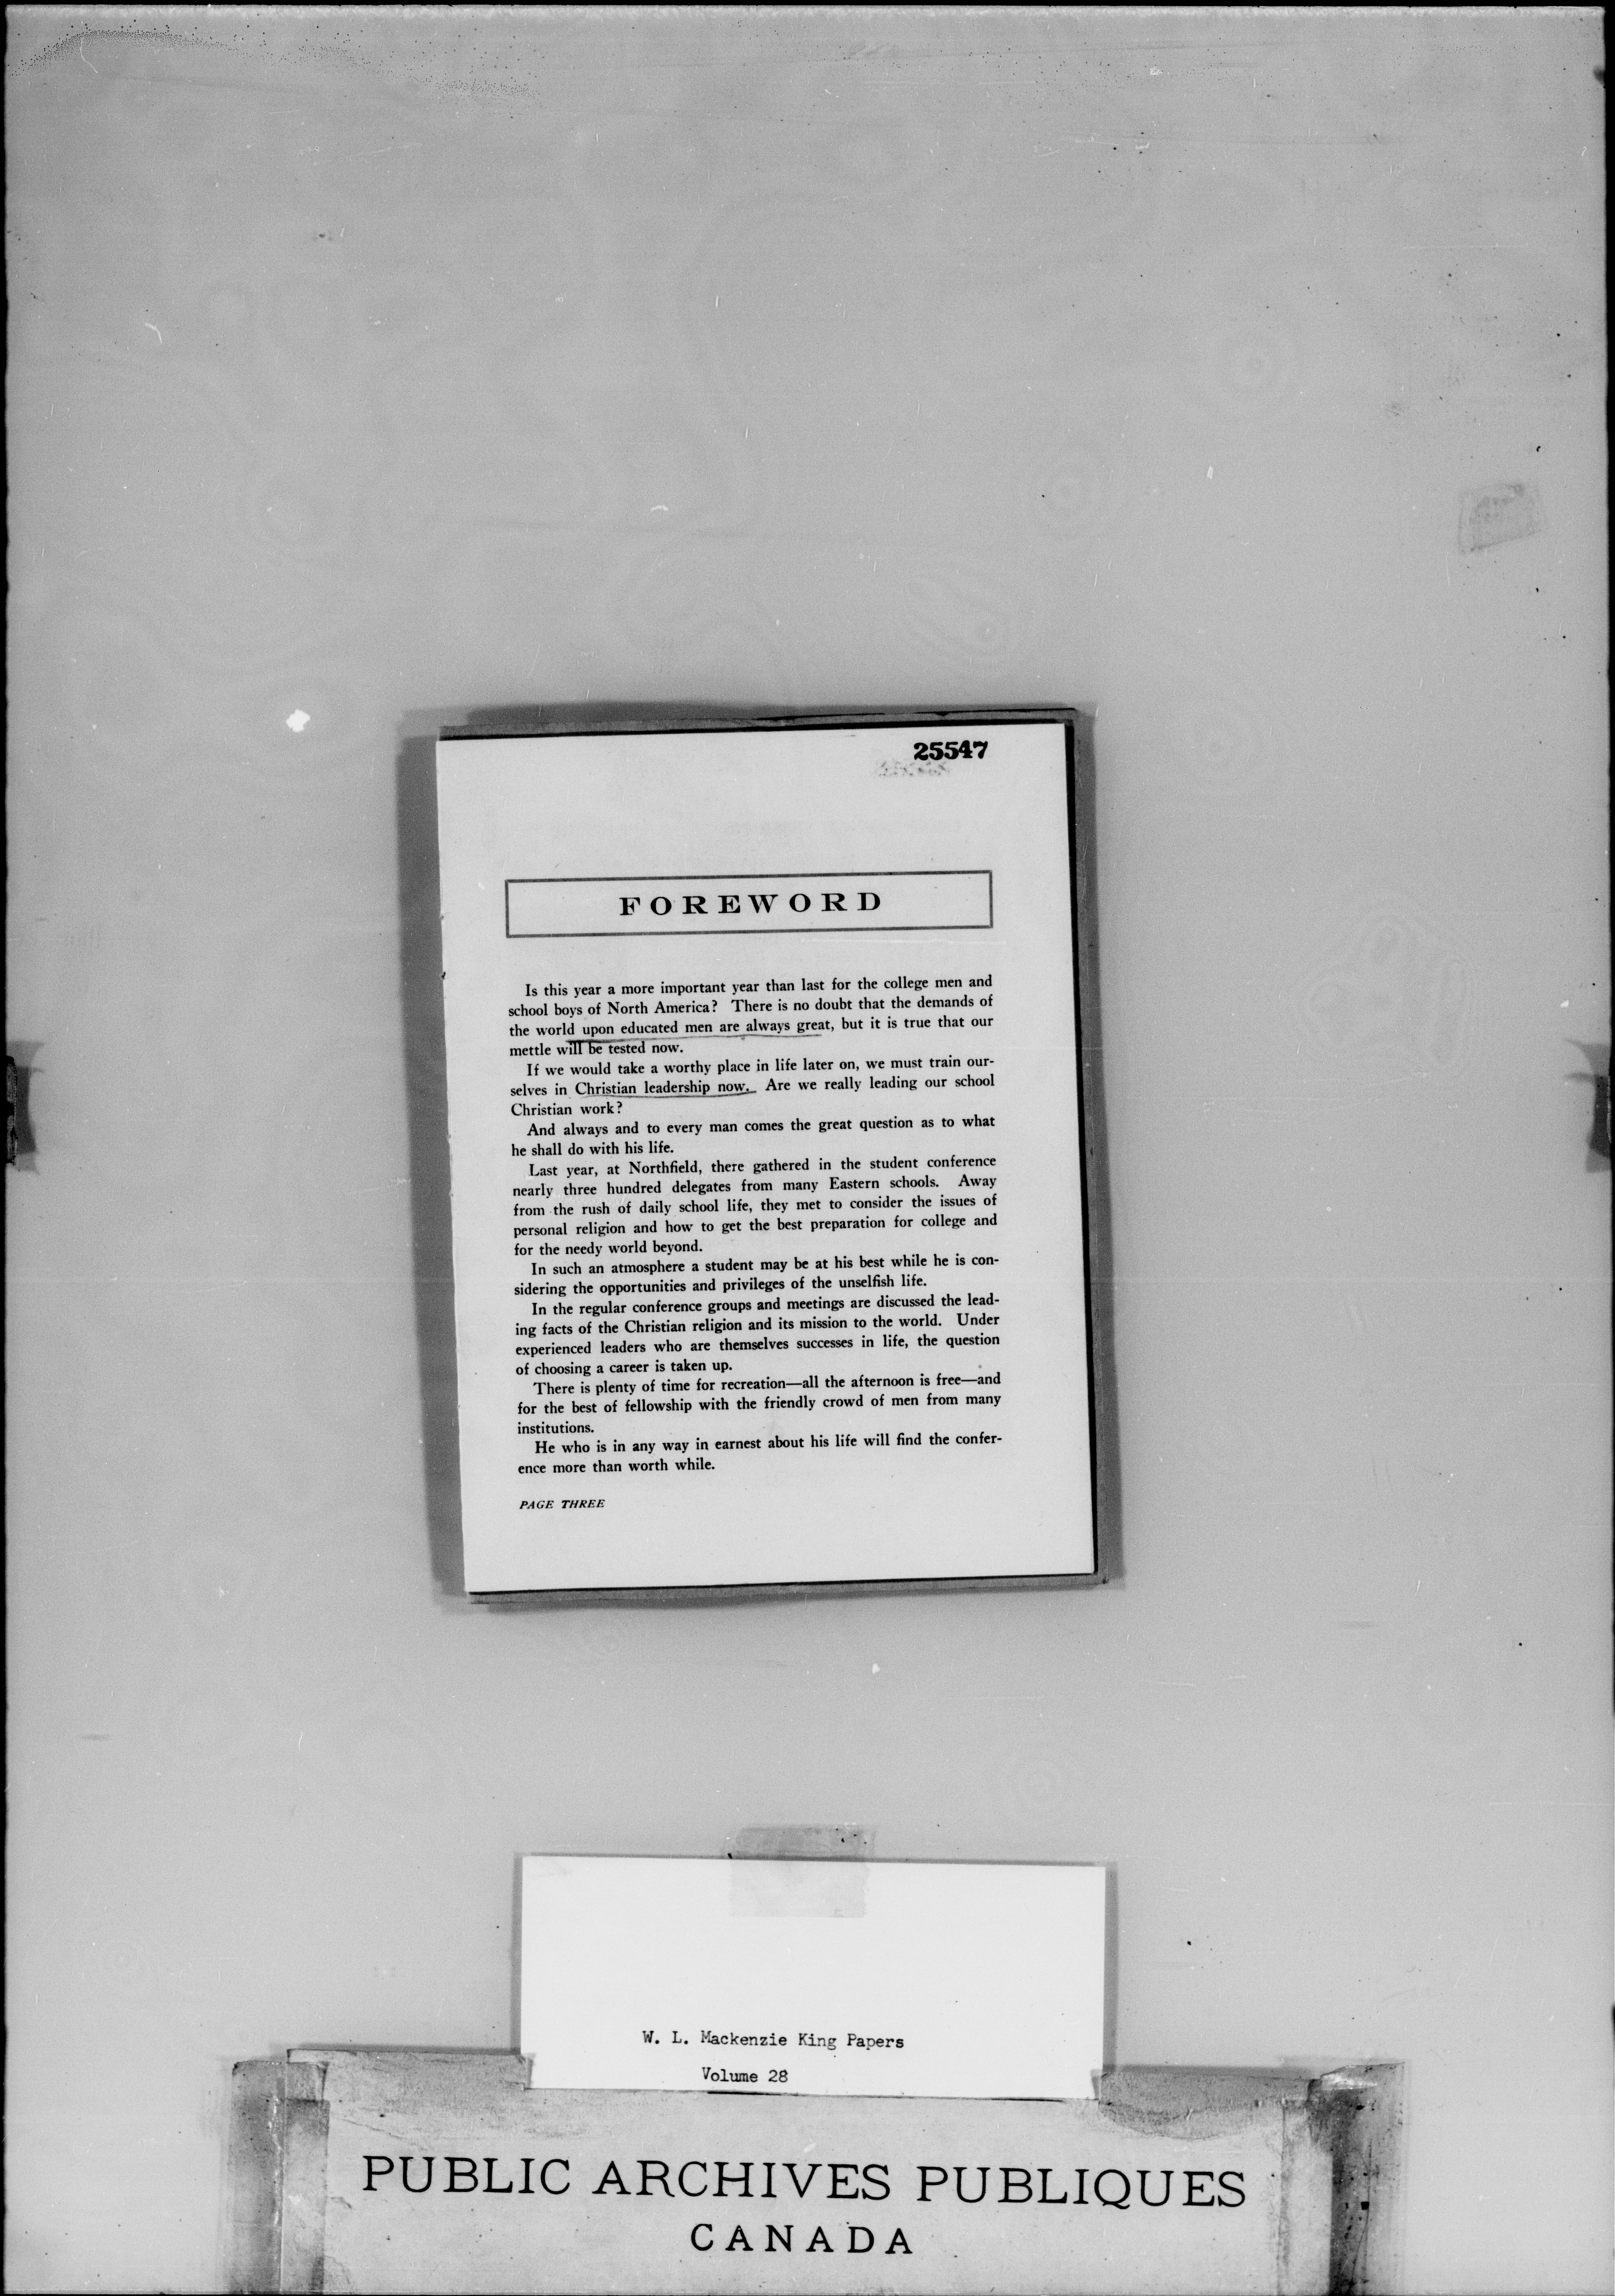 25547
FOREWORD
Is this year a more important year than last for the college men and
school boys of North America? There is no doubt that the demands of
the world upon educated men are always great, but it is true that our
mettle will be tested now.
If we would take a worthy place in life later on, we must train our-
selves in Christian leadership now. Are we really leading our school
Christian work?
And always and to every man comes the great question as to what
he shall do with his life.
Last year, at Northfield, there gathered in the student conference
nearly three hundred delegates from many Eastern schools. Away
from the rush of daily school life, they met to consider the issues of
personal religion and how to get the best preparation for college and
for the needy world beyond.
In such an atmosphere a student may be at his best while he is con-
sidering the opportunities and privileges of the unselfish life.
In the regular conference groups and meetings are discussed the lead-
ing facts of the Christian religion and its mission to the world. Under
experienced leaders who are themselves successes in life, the question
of choosing a career is taken up.
There is plenty of time for recreation—all the afternoon is free—and
for the best of fellowship with the friendly crowd of men from many
institutions.
He who is in any way in earnest about his life will find the confer-
ence more than worth while.
PAGE THREE
W. L. Mackenzie King Papers
Volume 28
PUBLIC ARCHIVES PUBLIQUES
CANADA